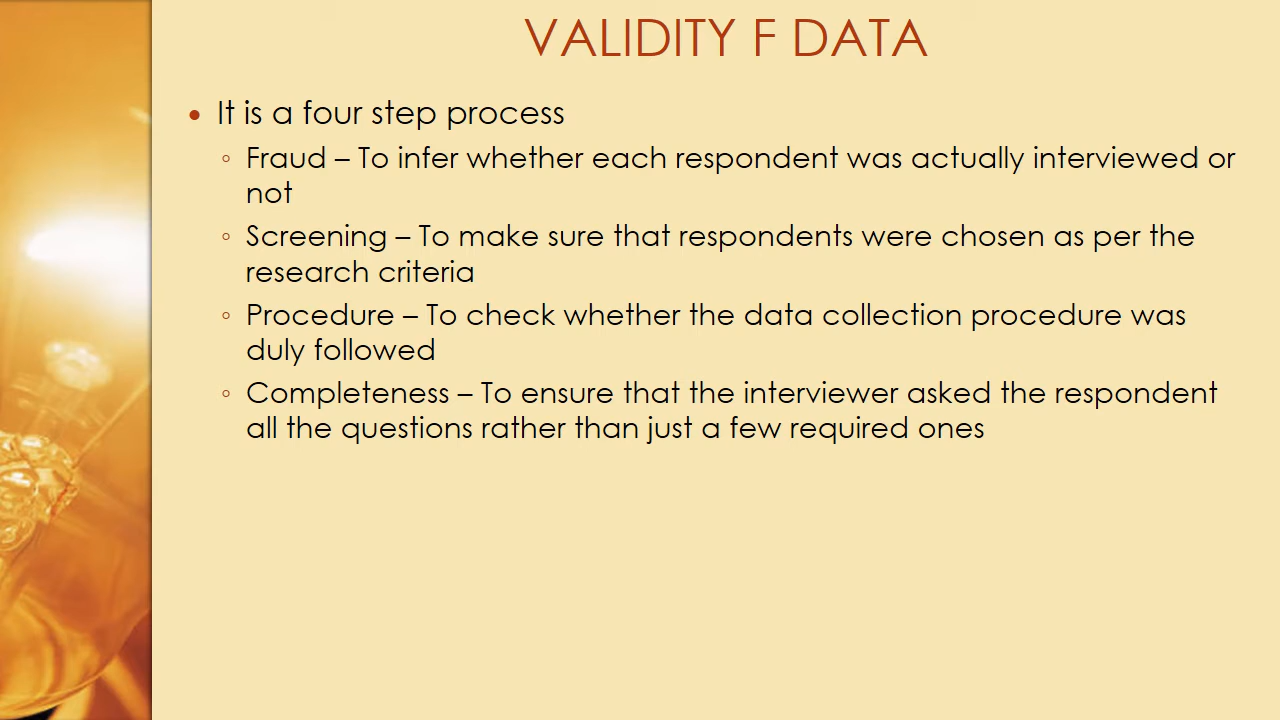 VALIDITY F DATA
• It is a four step process
◦ Fraud – To infer whether each respondent was actually interviewed or
not
◦ Screening – To make sure that respondents were chosen as per the
research criteria
◦ Procedure – To check whether the data collection procedure was
duly followed
◦ Completeness – To ensure that the interviewer asked the respondent
all the questions rather than just a few required ones